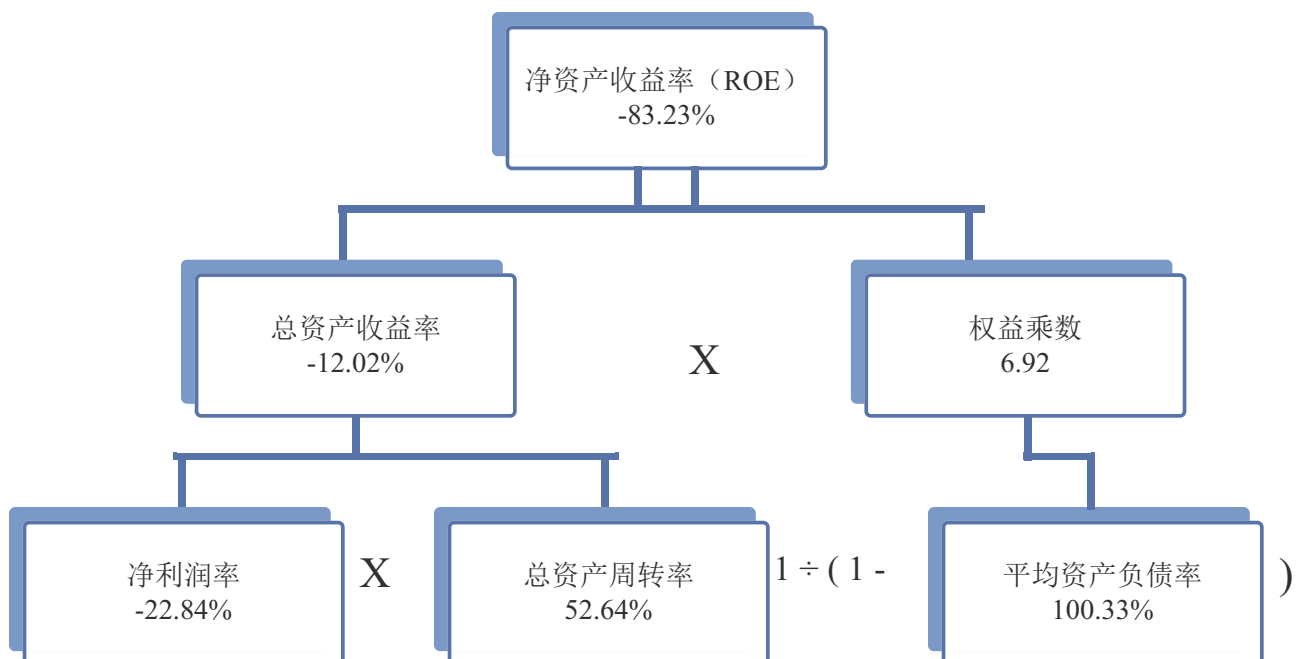 净资产收益率（ROE）
-83.23%
总资产收益率
-12.02%
X
权益乘数
6.92
净利润率
-22.84%
X
总资产周转率
52.64%
1 ÷ ( 1 -
平均资产负债率
100.33%
)